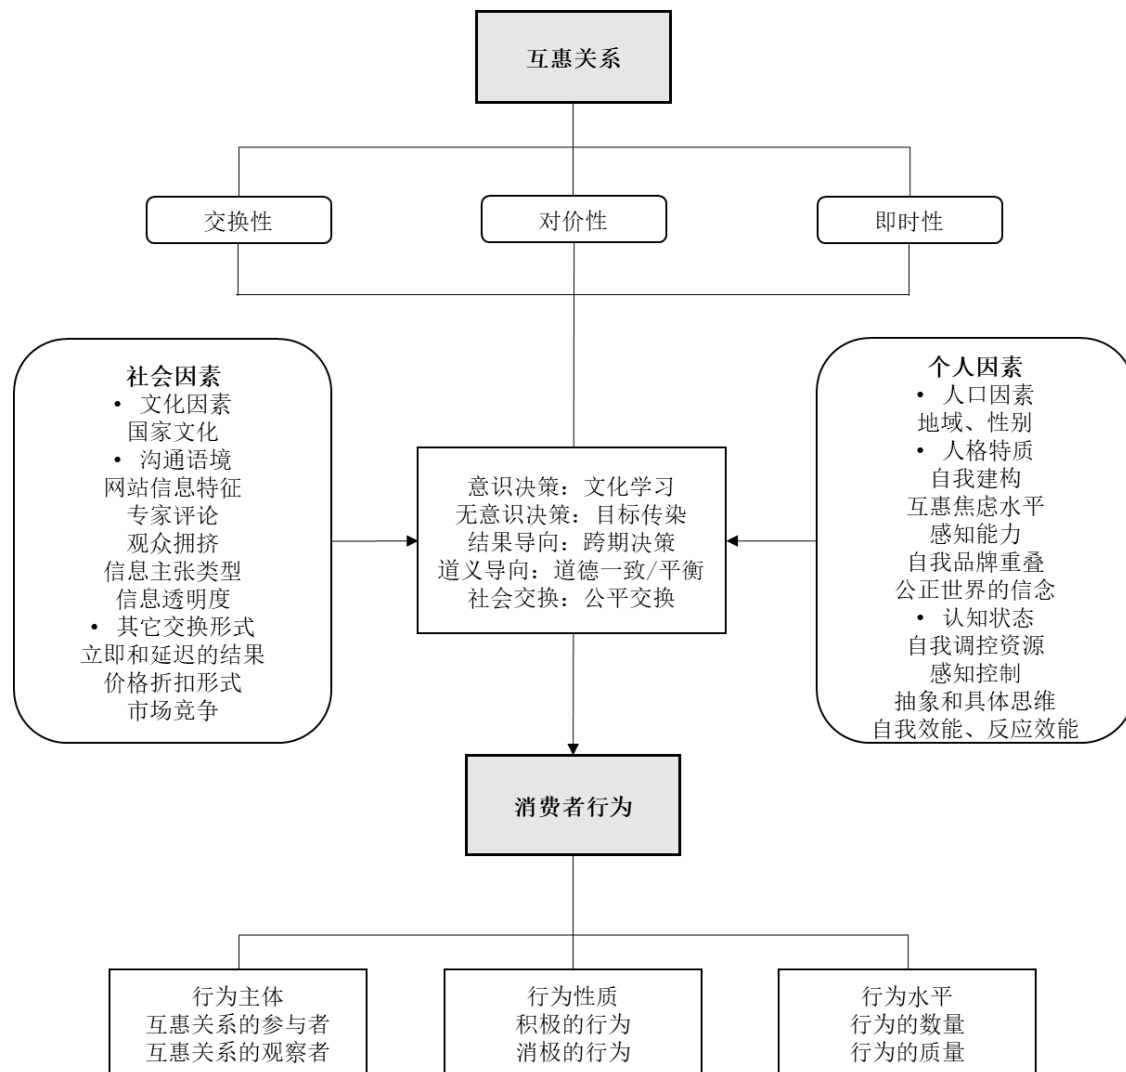 互惠关系
交换性
对价性
即时性
社会因素
• 文化因素
国家文化
• 沟通语境
网站信息特征
专家评论
观众拥挤
信息主张类型
信息透明度
• 其它交换形式
立即和延迟的结果
价格折扣形式
市场竞争
意识决策：文化学习
无意识决策：目标传染
结果导向：跨期决策
道义导向：道德一致/平衡
社会交换：公平交换
个人因素
• 人口因素
地域、性别
• 人格特质
自我建构
互惠焦虑水平
感知能力
自我品牌重叠
公正世界的信念
• 认知状态
自我调控资源
感知控制
抽象和具体思维
自我效能、反应效能
消费者行为
行为主体
互惠关系的参与者
互惠关系的观察者
行为性质
积极的行为
消极的行为
行为水平
行为的数量
行为的质量